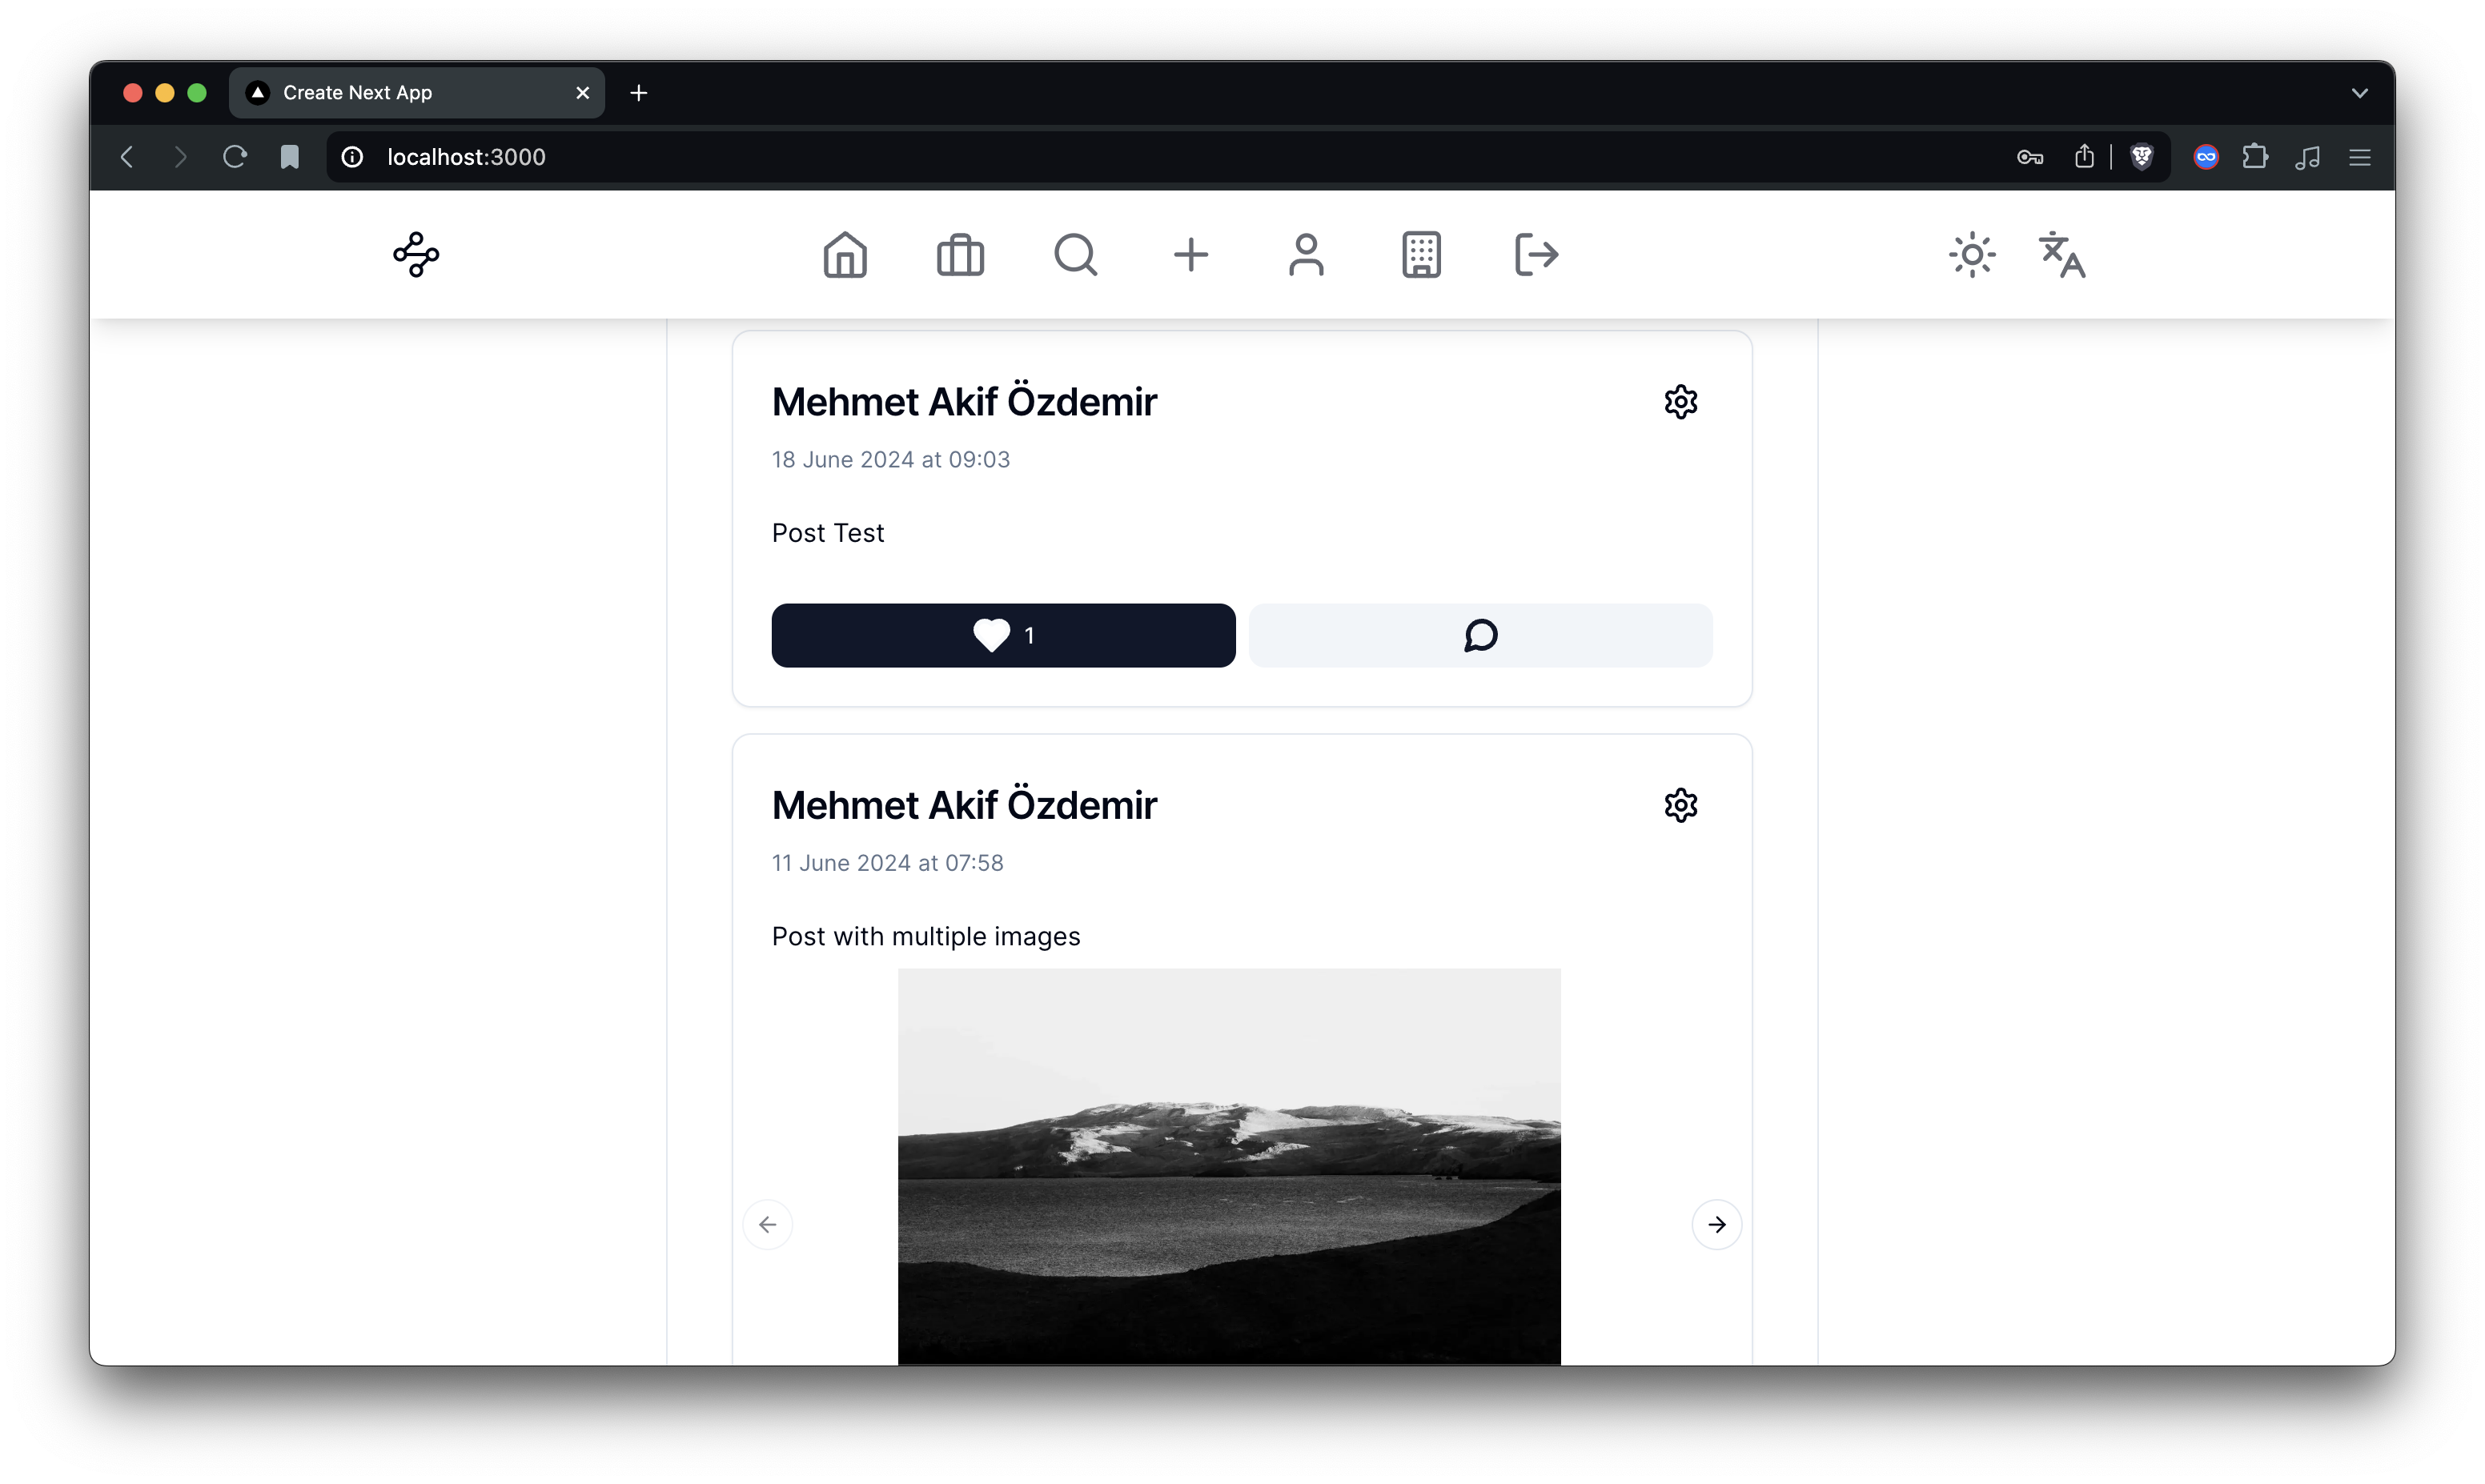 Create Next App
localhost:3000
Mehmet Akif Özdemir
18 June 2024 at 09:03
Post Test
1
Mehmet Akif Özdemir
11 June 2024 at 07:58
Post with multiple images